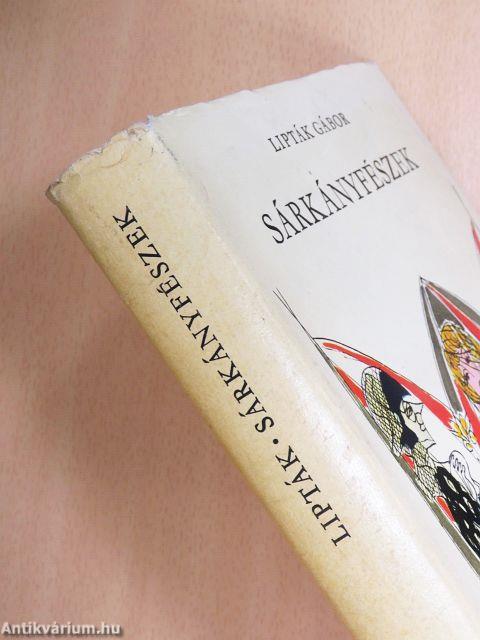 LIPTÁK GÁBOR
SÁRKÁNYFÉSZEK
LIPTÁK • SÁRKÁNYFÉSZEK
Antikvárium.hu